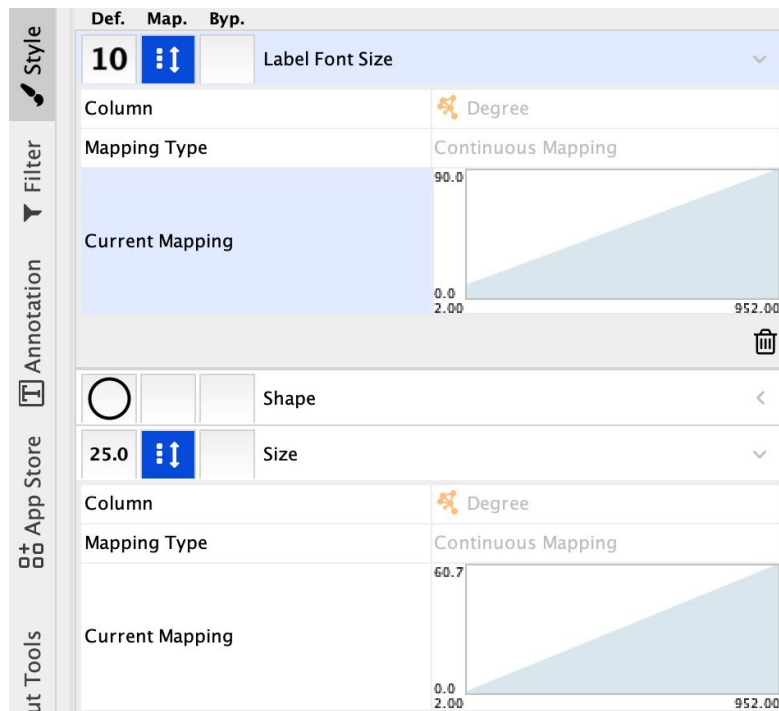 Def. Map. Byp.
10 Label Font Size
Column Degree
Mapping Type Continuous Mapping
90.0
Current Mapping
0.0
2.00 952.00
Shape
25.0 Size
Column Degree
Mapping Type Continuous Mapping
60.7
Current Mapping
0.0
2.00 952.00
Style
Filter
T Annotation
App Store
ut Tools